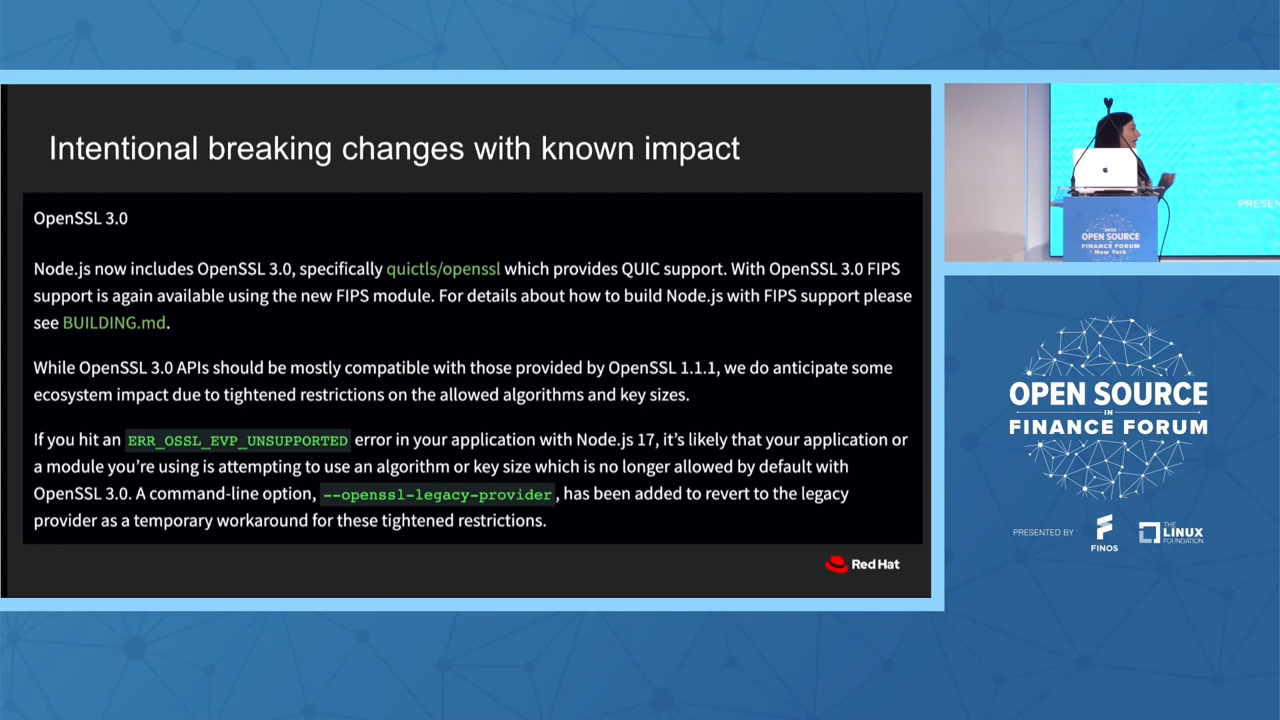 Intentional breaking changes with known impact
OpenSSL 3.0
Node.js now includes OpenSSL 3.0, specifically quictls/openssl which provides QUIC support. With OpenSSL 3.0 FIPS
support is again available using the new FIPS module. For details about how to build Node.js with FIPS support please
see BUILDING.md.
While OpenSSL 3.0 APIs should be mostly compatible with those provided by OpenSSL 1.1.1, we do anticipate some
ecosystem impact due to tightened restrictions on the allowed algorithms and key sizes.
If you hit an ERR_OSSL_EVP_UNSUPPORTED error in your application with Node.js 17, it's likely that your application or
a module you're using is attempting to use an algorithm or key size which is no longer allowed by default with
OpenSSL 3.0. A command-line option, --openssl-legacy-provider, has been added to revert to the legacy
provider as a temporary workaround for these tightened restrictions.
Red Hat
PRESEN
OPEN SOURCE
FINANCE FORUM
New York
OPEN SOURCE
IN
FINANCE FORUM
PRESENTED BY
FINOS
THE
LINUX
FOUNDATION